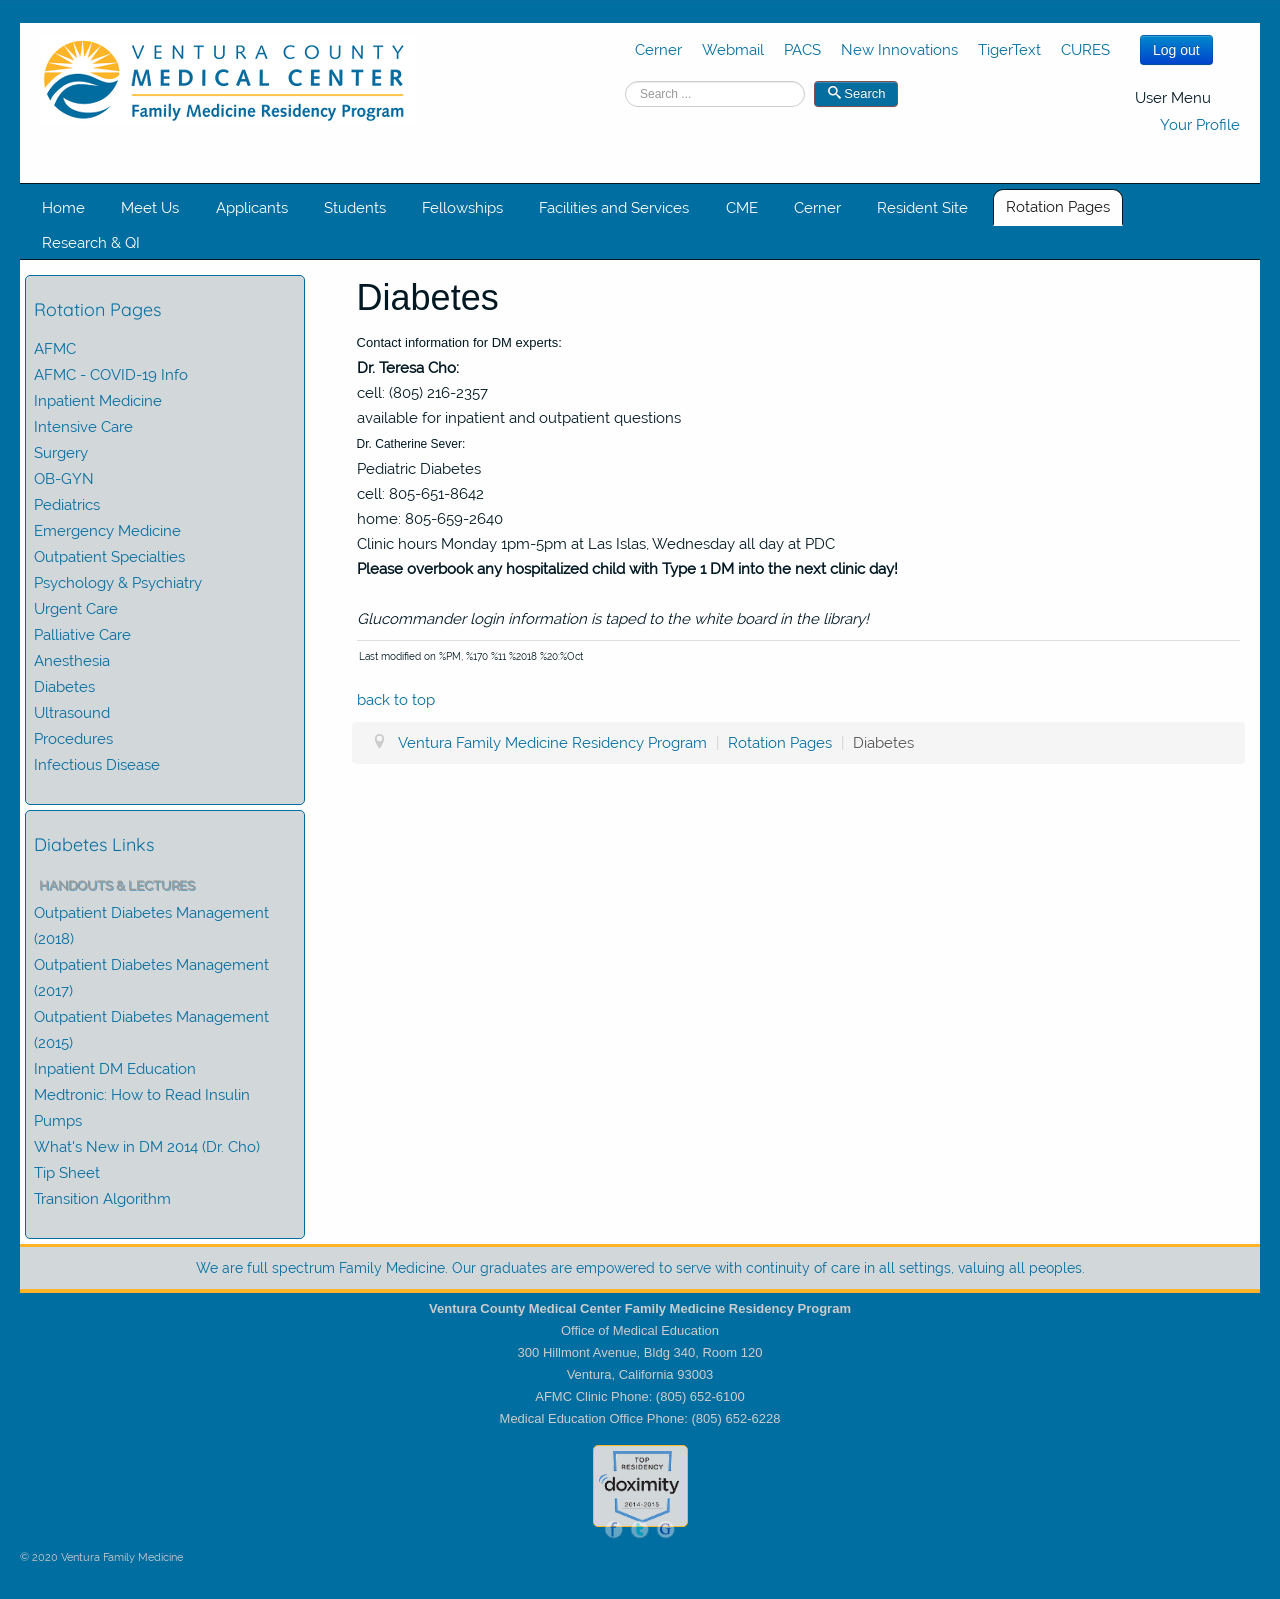 VENTURA COUNTY
MEDICAL CENTER
Family Medicine Residency Program
Cerner Webmail PACS New Innovations TigerText CURES Log out
Search ... Search
User Menu
Your Profile
Home Meet Us Applicants Students Fellowships Facilities and Services CME Cerner Resident Site Rotation Pages
Research & QI
Rotation Pages
AFMC
AFMC - COVID-19 Info
Inpatient Medicine
Intensive Care
Surgery
OB-GYN
Pediatrics
Emergency Medicine
Outpatient Specialties
Psychology & Psychiatry
Urgent Care
Palliative Care
Anesthesia
Diabetes
Ultrasound
Procedures
Infectious Disease
Diabetes Links
HANDOUTS & LECTURES
Outpatient Diabetes Management
(2018)
Outpatient Diabetes Management
(2017)
Outpatient Diabetes Management
(2015)
Inpatient DM Education
Medtronic: How to Read Insulin
Pumps
What's New in DM 2014 (Dr. Cho)
Tip Sheet
Transition Algorithm
Diabetes
Contact information for DM experts:
Dr. Teresa Cho:
cell: (805) 216-2357
available for inpatient and outpatient questions
Dr. Catherine Sever:
Pediatric Diabetes
cell: 805-651-8642
home: 805-659-2640
Clinic hours Monday 1pm-5pm at Las Islas, Wednesday all day at PDC
Please overbook any hospitalized child with Type 1 DM into the next clinic day!
Glucommander login information is taped to the white board in the library!
Last modified on %PM, %170 %11 %2018 %20:%Oct
back to top
Ventura Family Medicine Residency Program | Rotation Pages | Diabetes
We are full spectrum Family Medicine. Our graduates are empowered to serve with continuity of care in all settings, valuing all peoples.
Ventura County Medical Center Family Medicine Residency Program
Office of Medical Education
300 Hillmont Avenue, Bldg 340, Room 120
Ventura, California 93003
AFMC Clinic Phone: (805) 652-6100
Medical Education Office Phone: (805) 652-6228
TOP
RESIDENCY
doximity
2014-2015
f t G
© 2020 Ventura Family Medicine